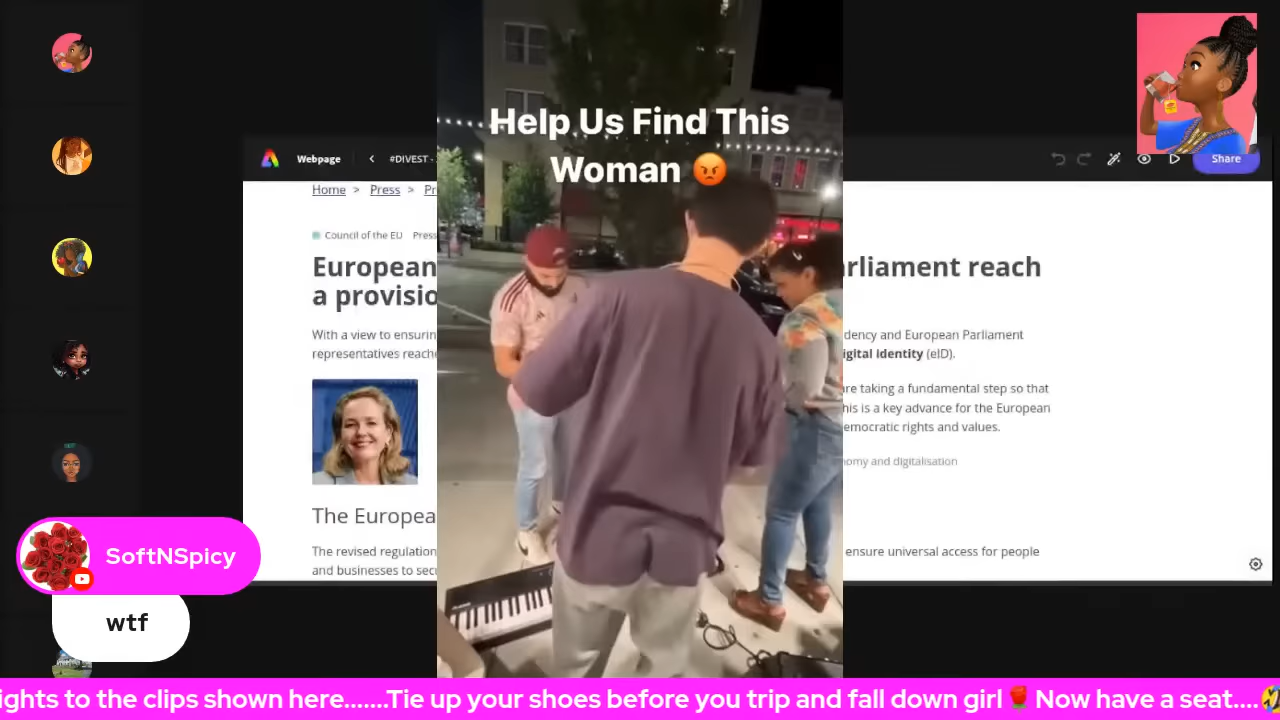 Help Us Find This
Woman 😡
Webpage
#DIVEST -
Share
Home > Press >
Council of the EU
European
rliament reach
a provisio
With a view to ensurin
dency and European Parliament
representatives reach
igital identity (eID).
are taking a fundamental step so that
his is a key advance for the European
emocratic rights and values.
nomy and digitalisation
The Europea
The revised regulation
ensure universal access for people
and businesses to sec
SoftNSpicy
wtf
ights to the clips shown here.......Tie up your shoes before you trip and fall down girl🌹Now have a seat....🤣